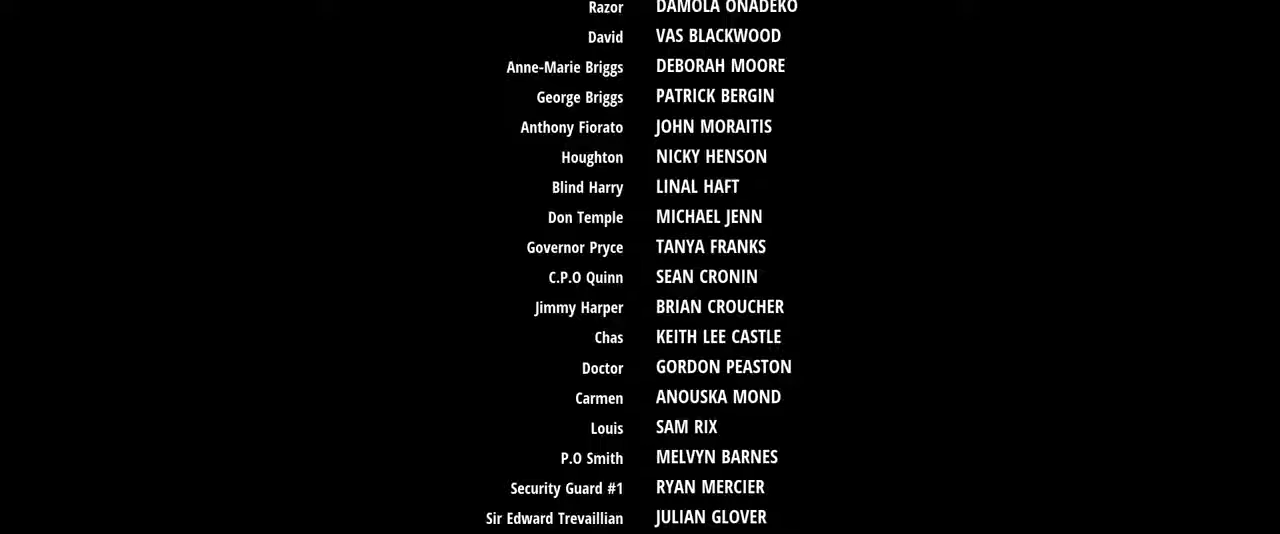 Razor DAMOLA ONADEKO
David VAS BLACKWOOD
Anne-Marie Briggs DEBORAH MOORE
George Briggs PATRICK BERGIN
Anthony Fiorato JOHN MORAITIS
Houghton NICKY HENSON
Blind Harry LINAL HAFT
Don Temple MICHAEL JENN
Governor Pryce TANYA FRANKS
C.P.O Quinn SEAN CRONIN
Jimmy Harper BRIAN CROUCHER
Chas KEITH LEE CASTLE
Doctor GORDON PEASTON
Carmen ANOUSKA MOND
Louis SAM RIX
P.O Smith MELVYN BARNES
Security Guard #1 RYAN MERCIER
Sir Edward Trevaillian JULIAN GLOVER